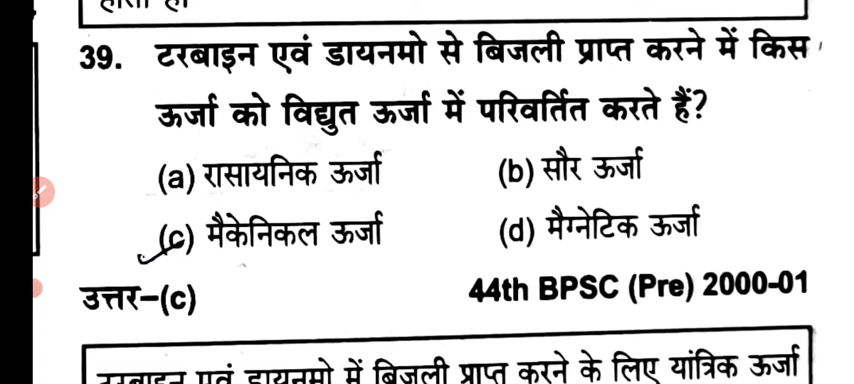 होता है।
39. टरबाइन एवं डायनमो से बिजली प्राप्त करने में किस
ऊर्जा को विद्युत ऊर्जा में परिवर्तित करते हैं?
(a) रासायनिक ऊर्जा (b) सौर ऊर्जा
(c) मैकेनिकल ऊर्जा (d) मैग्नेटिक ऊर्जा
उत्तर–(c) 44th BPSC (Pre) 2000-01
टरबाइन एवं डायनमो में बिजली प्राप्त करने के लिए यांत्रिक ऊर्जा